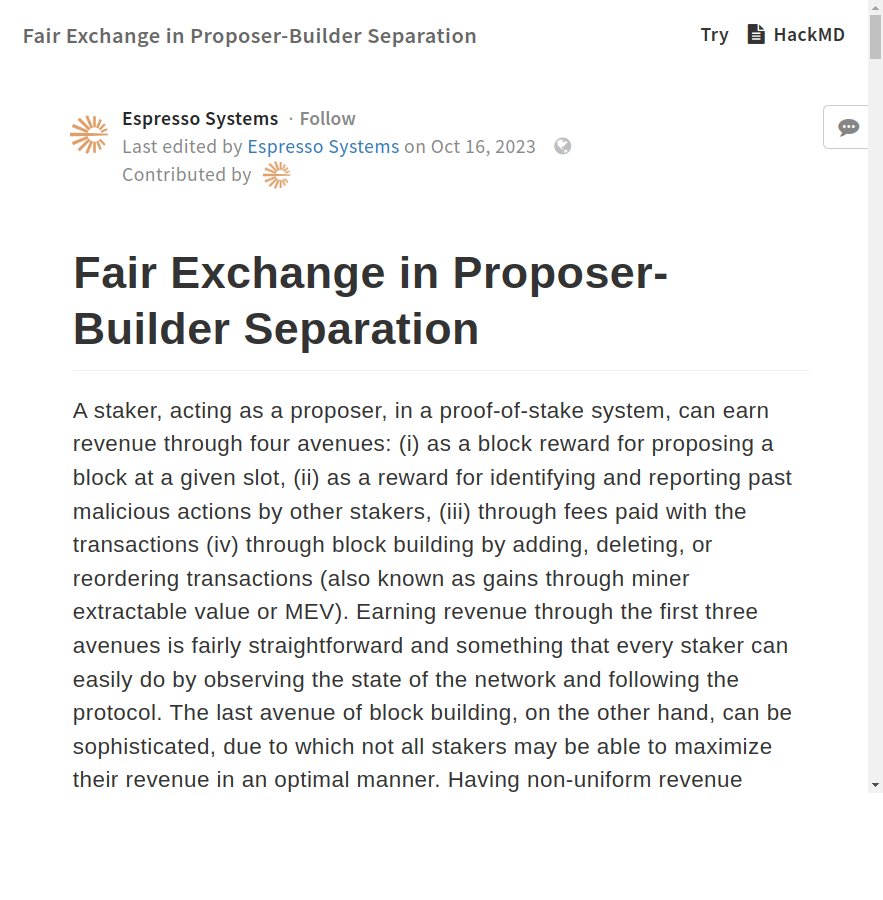 Fair Exchange in Proposer-Builder Separation
Try HackMD
Espresso Systems · Follow
Last edited by Espresso Systems on Oct 16, 2023
Contributed by
Fair Exchange in Proposer-
Builder Separation
A staker, acting as a proposer, in a proof-of-stake system, can earn
revenue through four avenues: (i) as a block reward for proposing a
block at a given slot, (ii) as a reward for identifying and reporting past
malicious actions by other stakers, (iii) through fees paid with the
transactions (iv) through block building by adding, deleting, or
reordering transactions (also known as gains through miner
extractable value or MEV). Earning revenue through the first three
avenues is fairly straightforward and something that every staker can
easily do by observing the state of the network and following the
protocol. The last avenue of block building, on the other hand, can be
sophisticated, due to which not all stakers may be able to maximize
their revenue in an optimal manner. Having non-uniform revenue